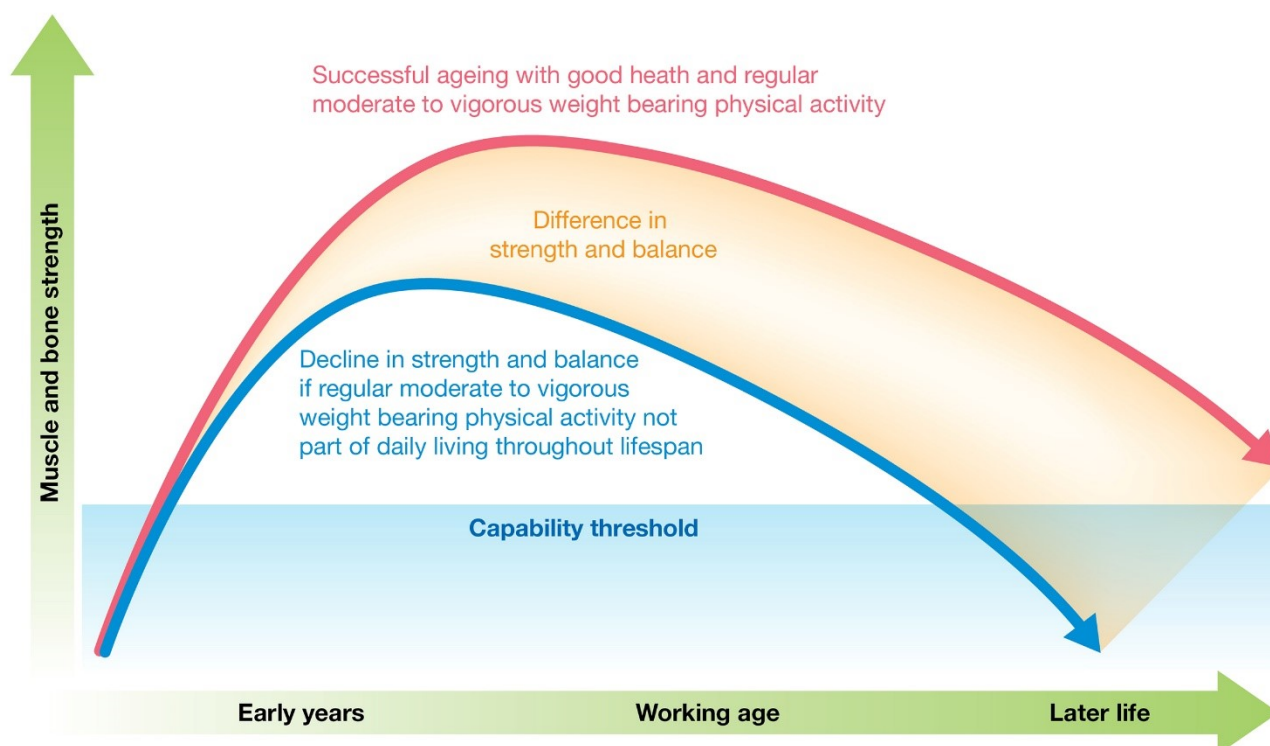 Successful ageing with good heath and regular
moderate to vigorous weight bearing physical activity
Muscle and bone strength
Difference in
strength and balance
Decline in strength and balance
if regular moderate to vigorous
weight bearing physical activity not
part of daily living throughout lifespan
Capability threshold
Early years
Working age
Later life